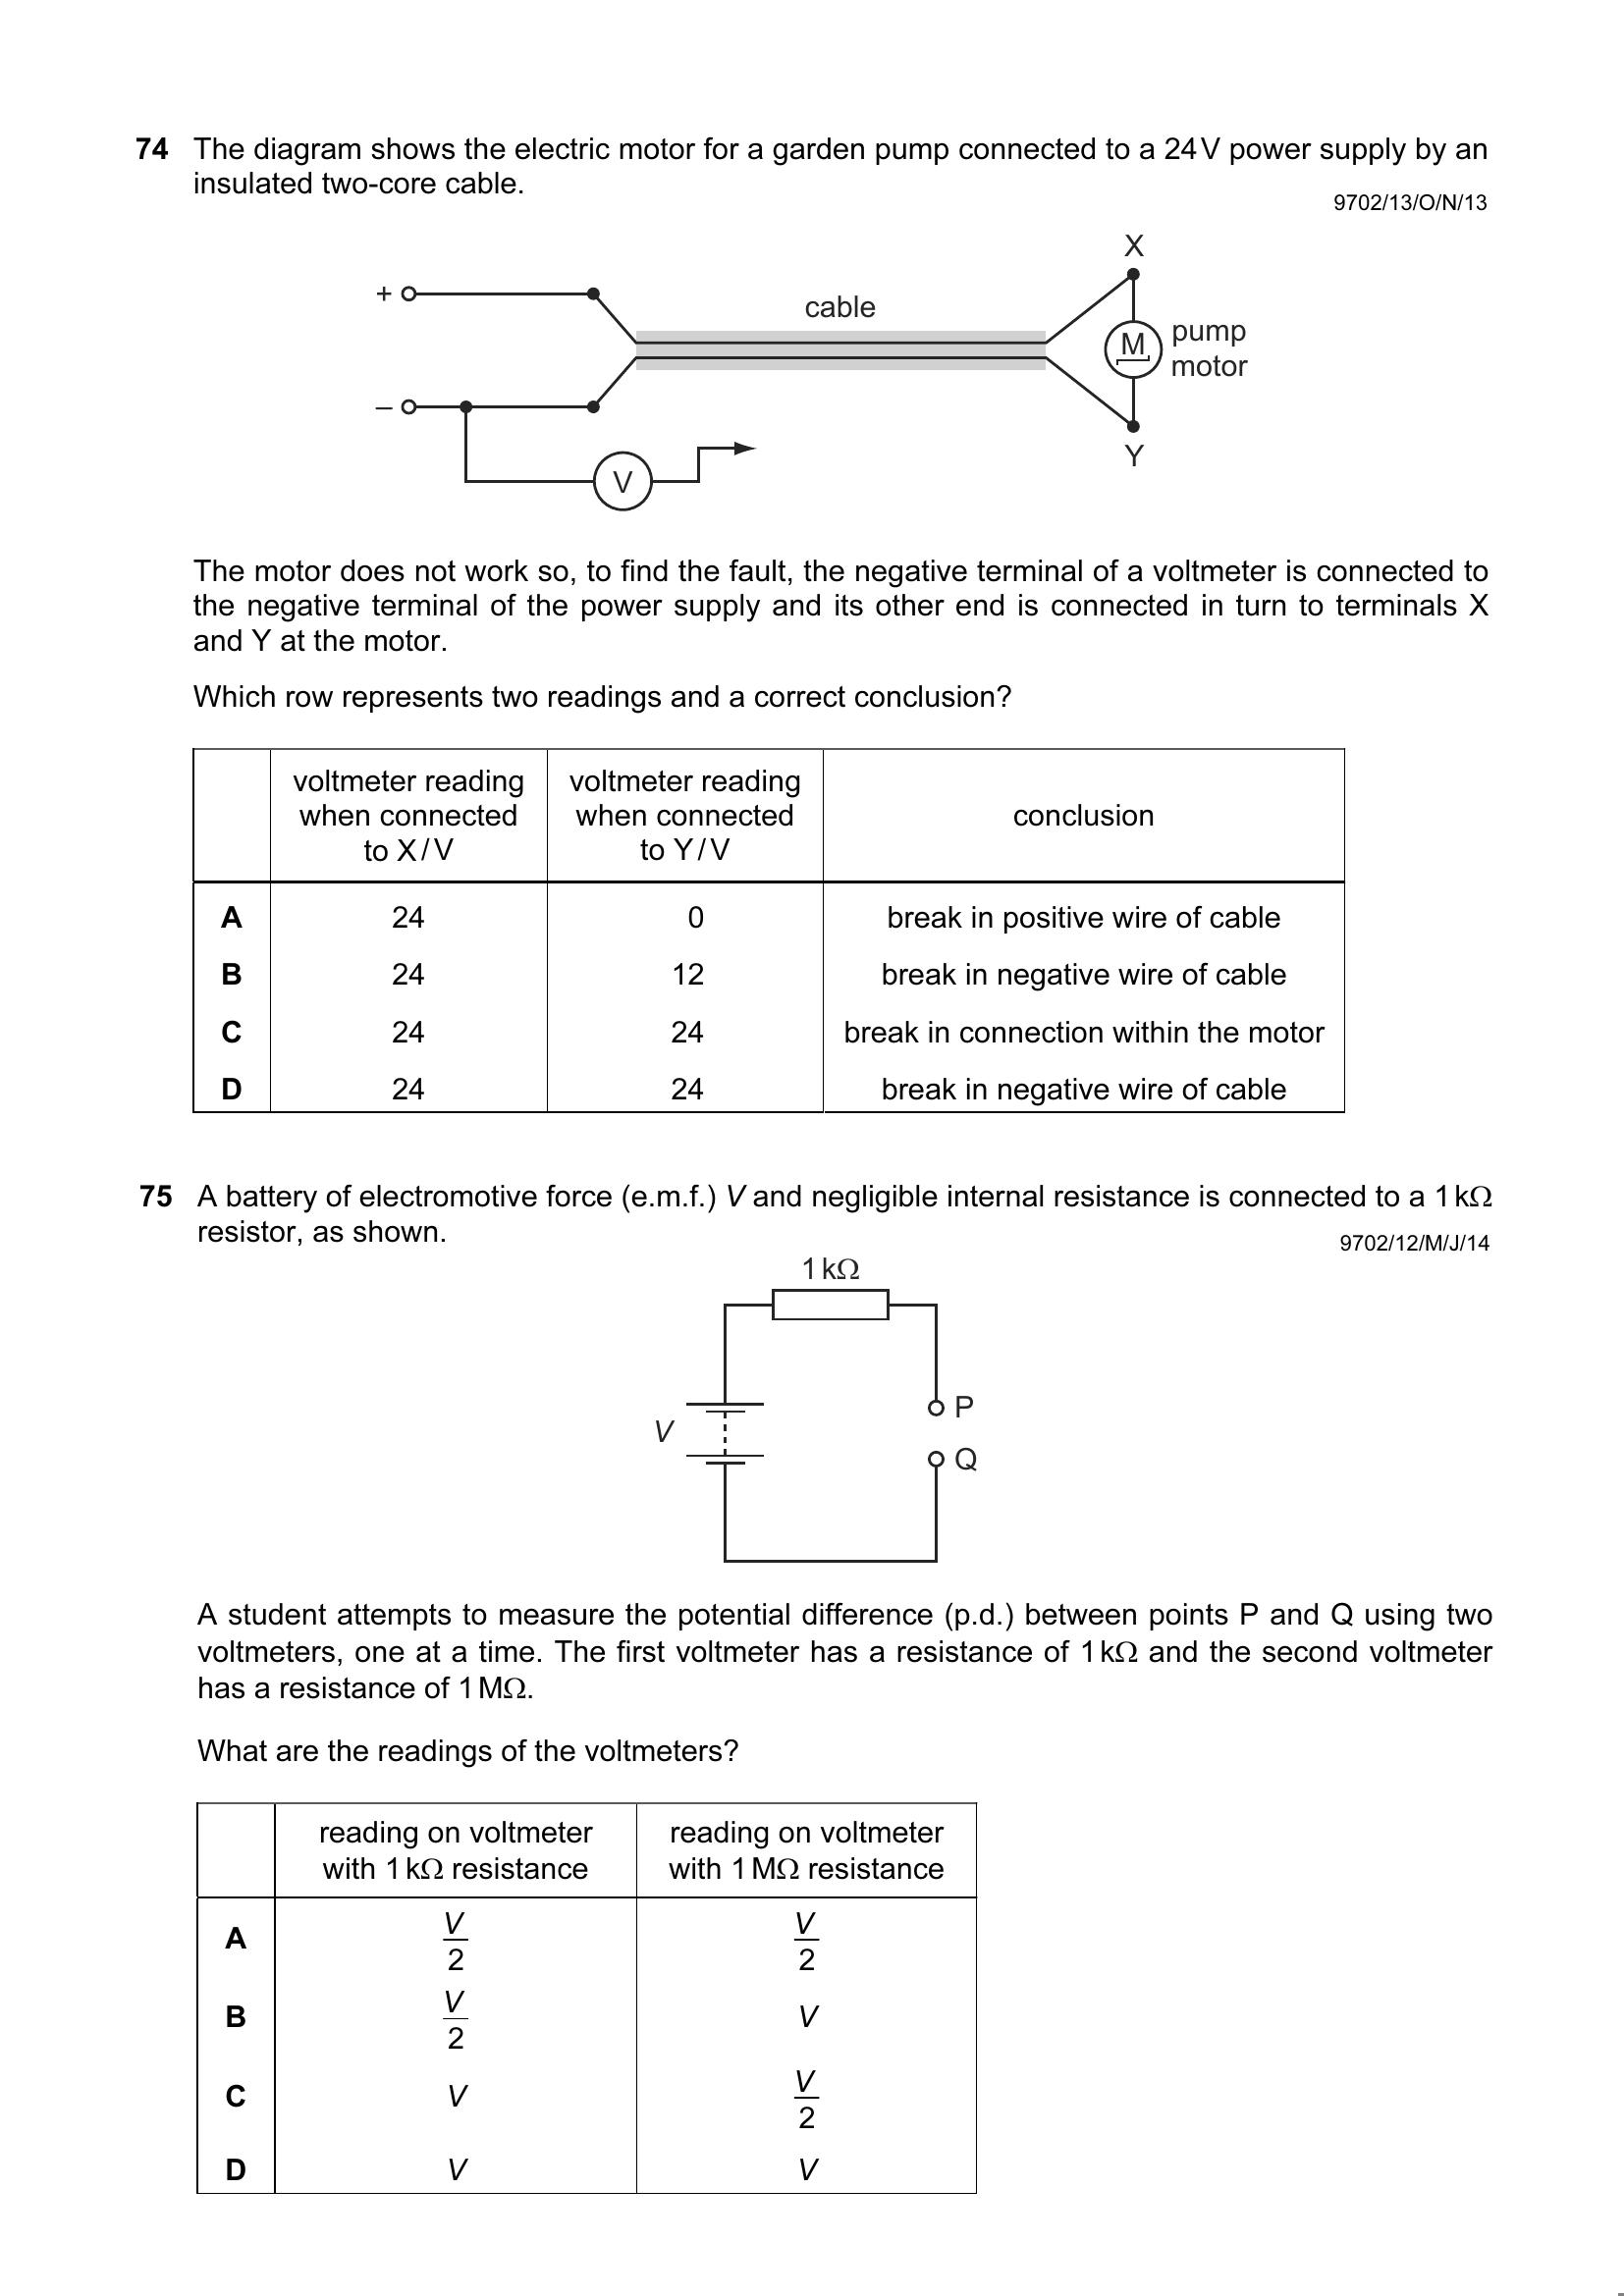 74 The diagram shows the electric motor for a garden pump connected to a 24 V power supply by an
insulated two-core cable.
9702/13/O/N/13
X
+
cable
pump
M
motor
–
Y
V
The motor does not work so, to find the fault, the negative terminal of a voltmeter is connected to
the negative terminal of the power supply and its other end is connected in turn to terminals X
and Y at the motor.
Which row represents two readings and a correct conclusion?
voltmeter reading when connected to X / V | voltmeter reading when connected to Y / V | conclusion
A 24 0 break in positive wire of cable
B 24 12 break in negative wire of cable
C 24 24 break in connection within the motor
D 24 24 break in negative wire of cable
75 A battery of electromotive force (e.m.f.) V and negligible internal resistance is connected to a 1 kΩ
resistor, as shown.
9702/12/M/J/14
1 kΩ
P
V
Q
A student attempts to measure the potential difference (p.d.) between points P and Q using two
voltmeters, one at a time. The first voltmeter has a resistance of 1 kΩ and the second voltmeter
has a resistance of 1 MΩ.
What are the readings of the voltmeters?
reading on voltmeter with 1 kΩ resistance | reading on voltmeter with 1 MΩ resistance
A V/2 V/2
B V/2 V
C V V/2
D V V